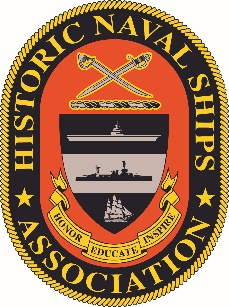 HISTORIC NAVAL SHIPS
ASSOCIATION
HONOR EDUCATE INSPIRE